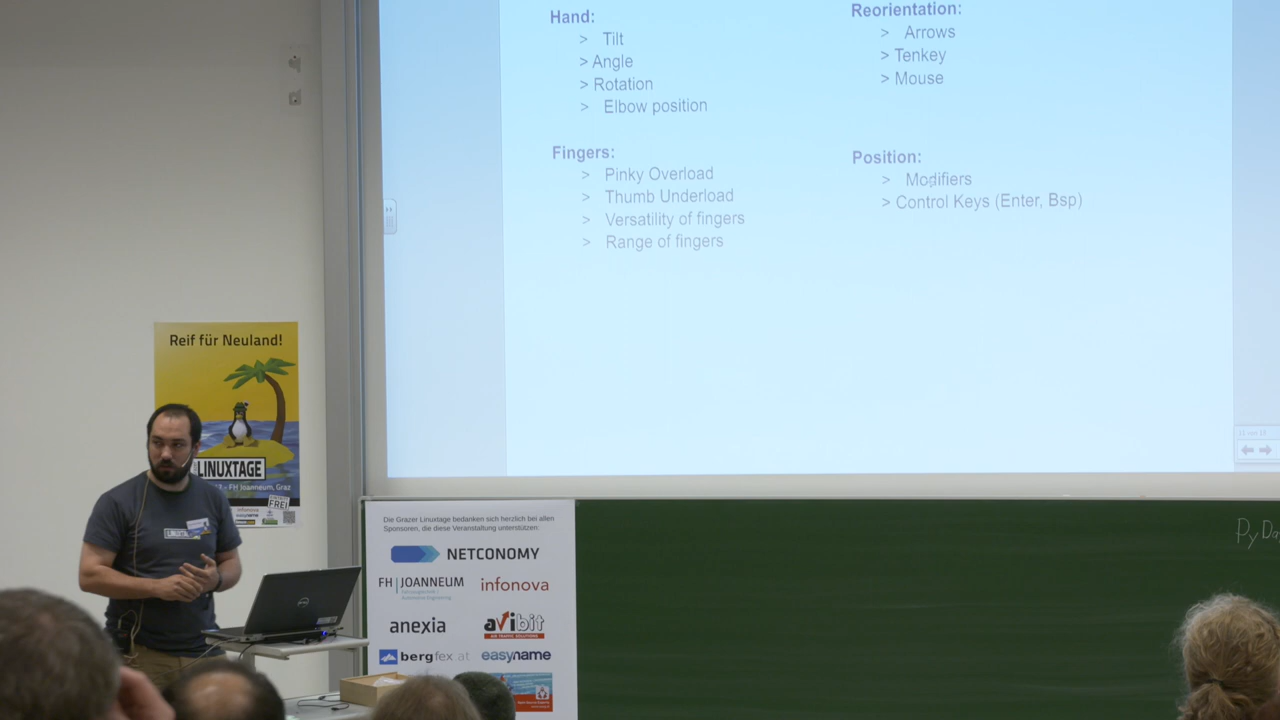 Hand:
> Tilt
> Angle
> Rotation
> Elbow position
Fingers:
> Pinky Overload
> Thumb Underload
> Versatility of fingers
> Range of fingers
Reorientation:
> Arrows
> Tenkey
> Mouse
Position:
> Modifiers
> Control Keys (Enter, Bsp)
Reif für Neuland!
LINUXTAGE
FH Joanneum, Graz
FREI!
infonova
Die Grazer Linuxtage bedanken sich herzlich bei allen
Sponsoren, die diese Veranstaltung unterstützen:
NETCONOMY
FH JOANNEUM
infonova
anexia
avibit
AIR TRAFFIC SOLUTIONS
bergfex.at
easyname
PyDa